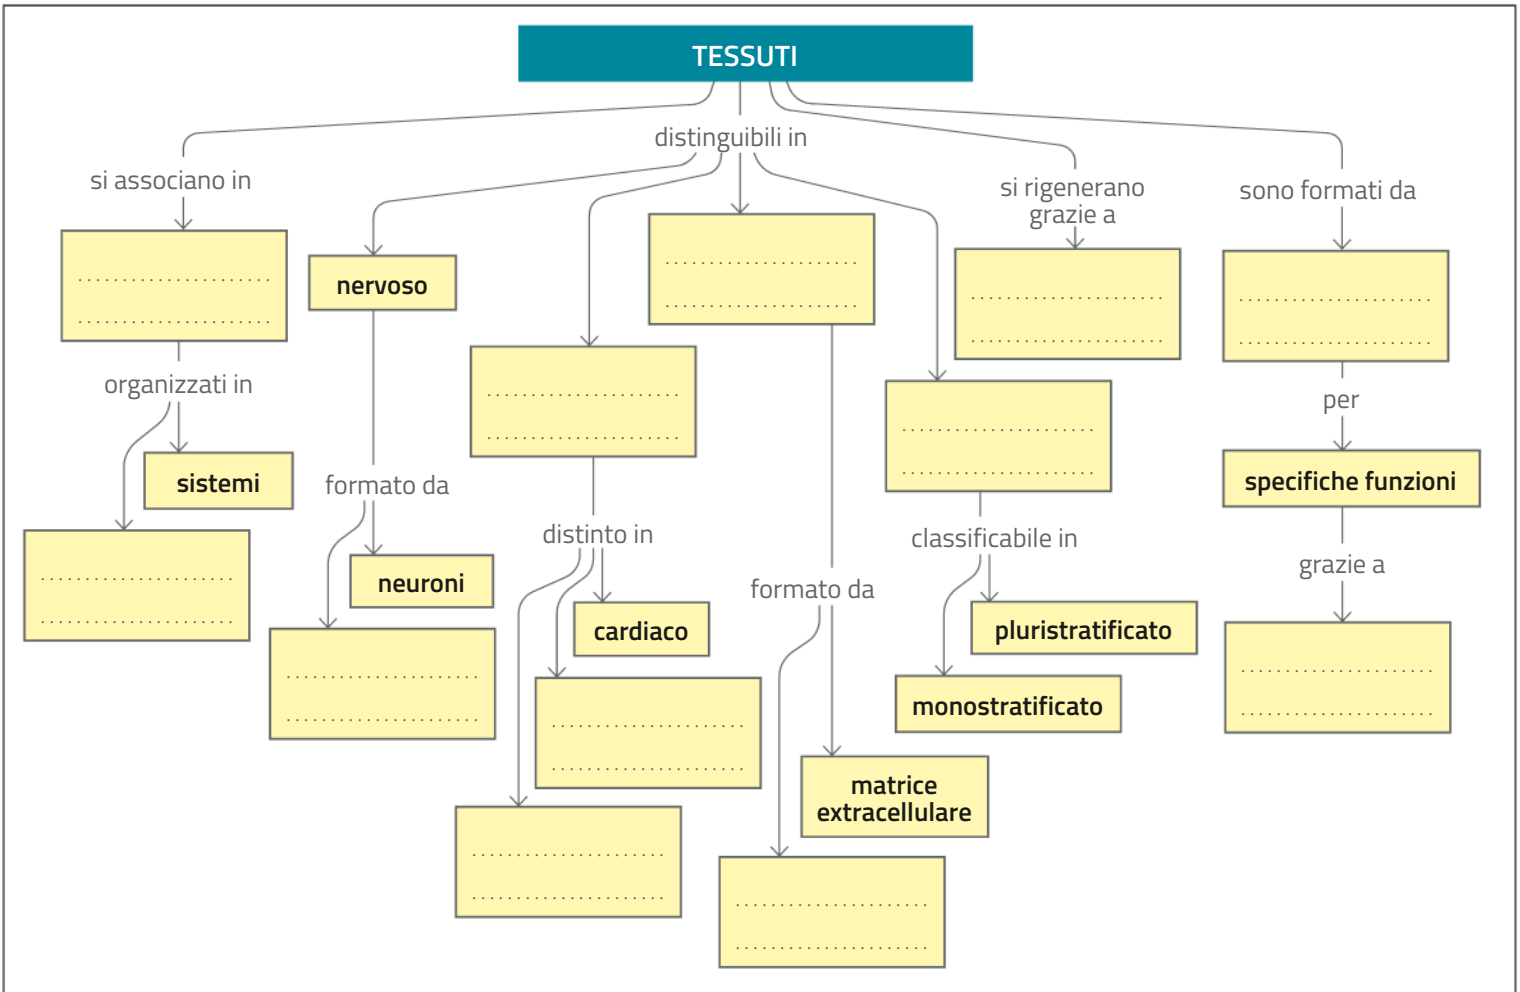 TESSUTI
distinguibili in
si associano in
si rigenerano
grazie a
sono formati da
nervoso
organizzati in
per
sistemi
specifiche funzioni
formato da
distinto in
classificabile in
grazie a
neuroni
formato da
cardiaco
pluristratificato
monostratificato
matrice
extracellulare